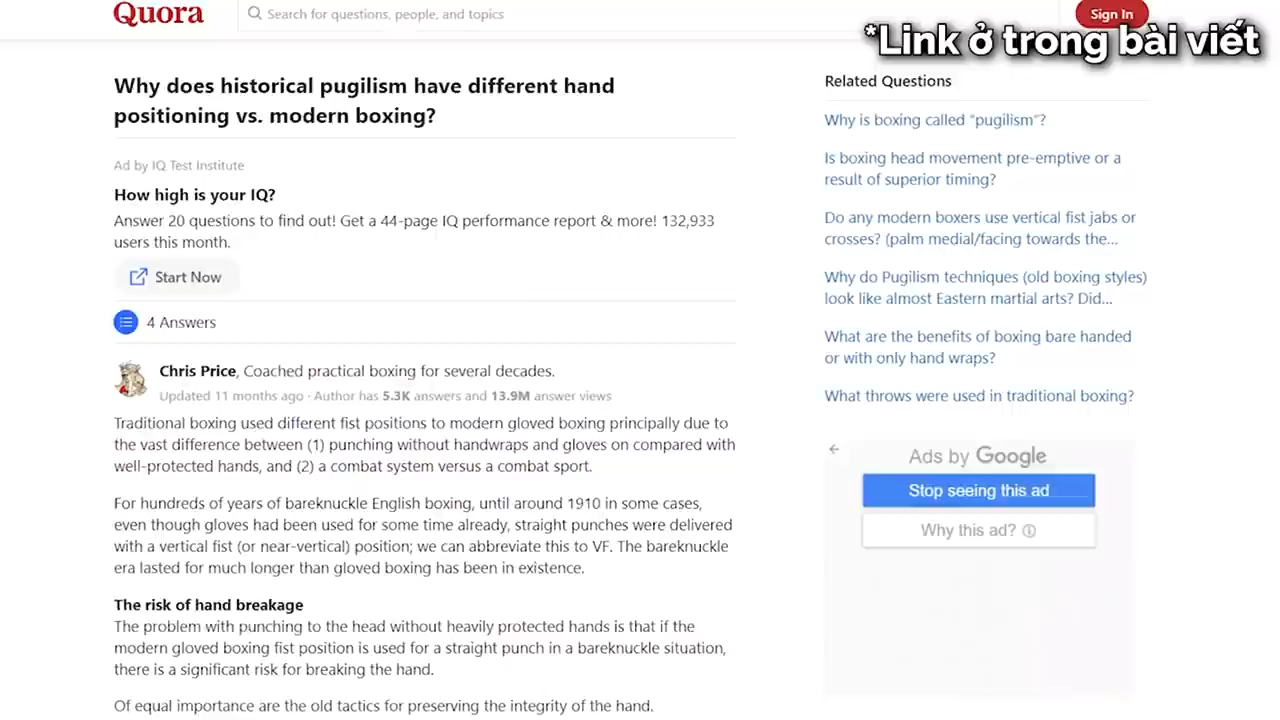 Quora
Search for questions, people, and topics
Sign In
*Link ở trong bài viết
Why does historical pugilism have different hand
positioning vs. modern boxing?
Ad by IQ Test Institute
How high is your IQ?
Answer 20 questions to find out! Get a 44-page IQ performance report & more! 132,933
users this month.
Start Now
4 Answers
Chris Price, Coached practical boxing for several decades.
Updated 11 months ago · Author has 5.3K answers and 13.9M answer views
Traditional boxing used different fist positions to modern gloved boxing principally due to
the vast difference between (1) punching without handwraps and gloves on compared with
well-protected hands, and (2) a combat system versus a combat sport.
For hundreds of years of bareknuckle English boxing, until around 1910 in some cases,
even though gloves had been used for some time already, straight punches were delivered
with a vertical fist (or near-vertical) position; we can abbreviate this to VF. The bareknuckle
era lasted for much longer than gloved boxing has been in existence.
The risk of hand breakage
The problem with punching to the head without heavily protected hands is that if the
modern gloved boxing fist position is used for a straight punch in a bareknuckle situation,
there is a significant risk for breaking the hand.
Of equal importance are the old tactics for preserving the integrity of the hand.
Related Questions
Why is boxing called "pugilism"?
Is boxing head movement pre-emptive or a
result of superior timing?
Do any modern boxers use vertical fist jabs or
crosses? (palm medial/facing towards the...
Why do Pugilism techniques (old boxing styles)
look like almost Eastern martial arts? Did...
What are the benefits of boxing bare handed
or with only hand wraps?
What throws were used in traditional boxing?
Ads by Google
Stop seeing this ad
Why this ad?